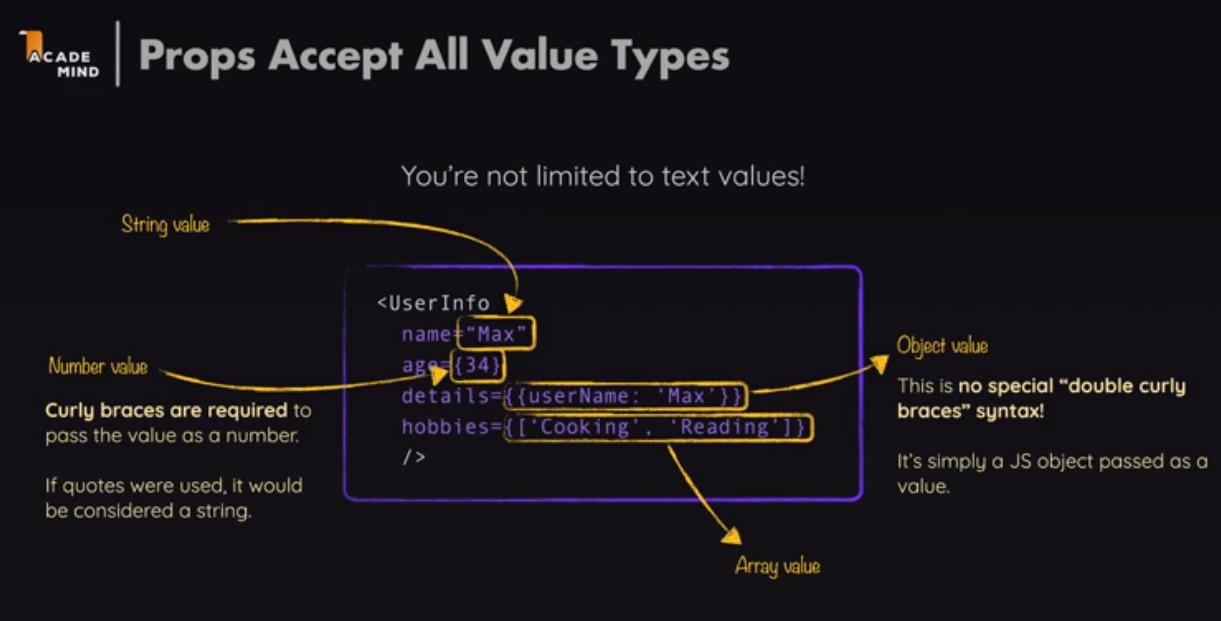 ACADE
MIND
Props Accept All Value Types
You're not limited to text values!
String value
<UserInfo
name=“Max”
age={34}
details={{userName: ‘Max’}}
hobbies={[‘Cooking’, ‘Reading’]}
/>
Number value
Curly braces are required to
pass the value as a number.
If quotes were used, it would
be considered a string.
Object value
This is no special “double curly
braces” syntax!
It's simply a JS object passed as a
value.
Array value